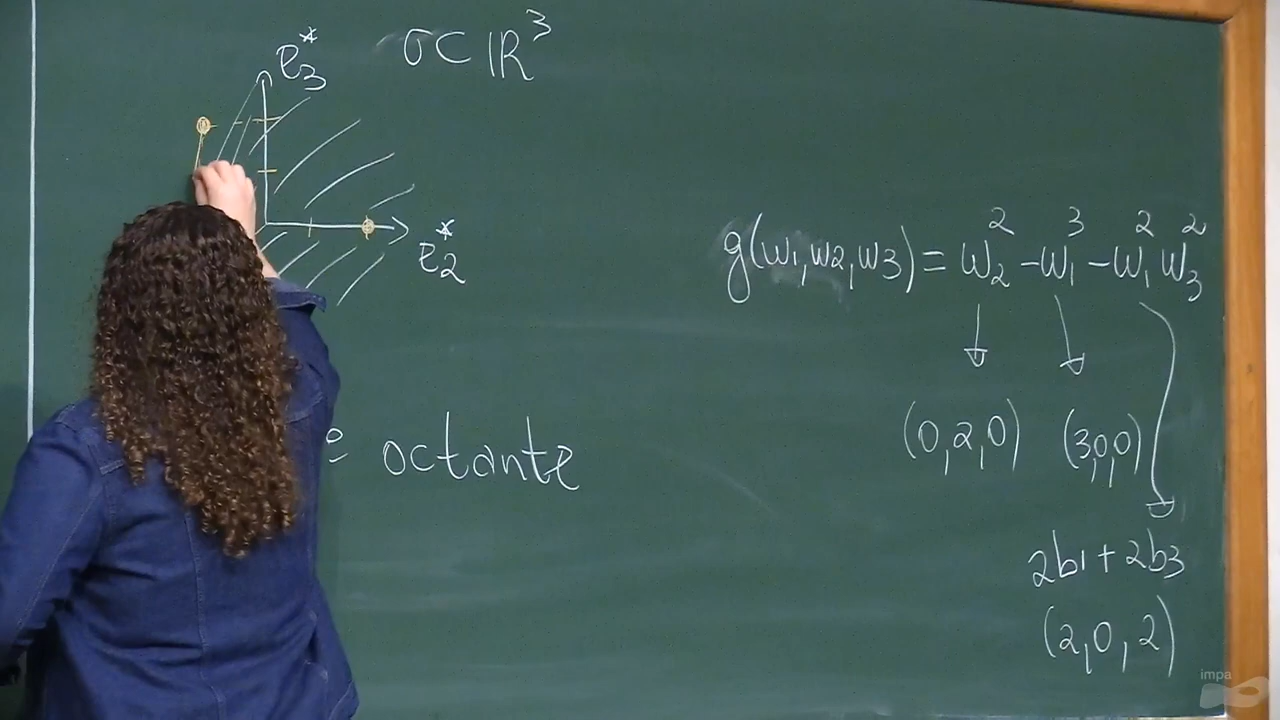 e₃*
σ⊂ℝ³
e₂*
g(w₁,w₂,w₃) = w₂² - w₁³ - w₁² w₃²
(0,2,0) (3,0,0)
e octante
2b1 + 2b3
(2,0,2)
impa